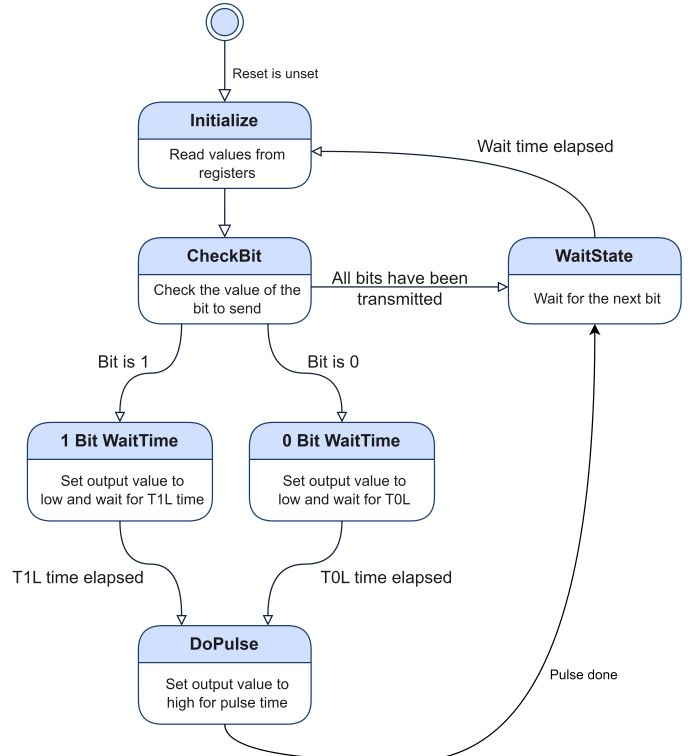 Reset is unset
Initialize
Read values from
registers
Wait time elapsed
CheckBit
Check the value of the
bit to send
All bits have been
transmitted
WaitState
Wait for the next bit
Bit is 1
Bit is 0
1 Bit WaitTime
Set output value to
low and wait for T1L time
0 Bit WaitTime
Set output value to
low and wait for T0L
T1L time elapsed
T0L time elapsed
DoPulse
Set output value to
high for pulse time
Pulse done